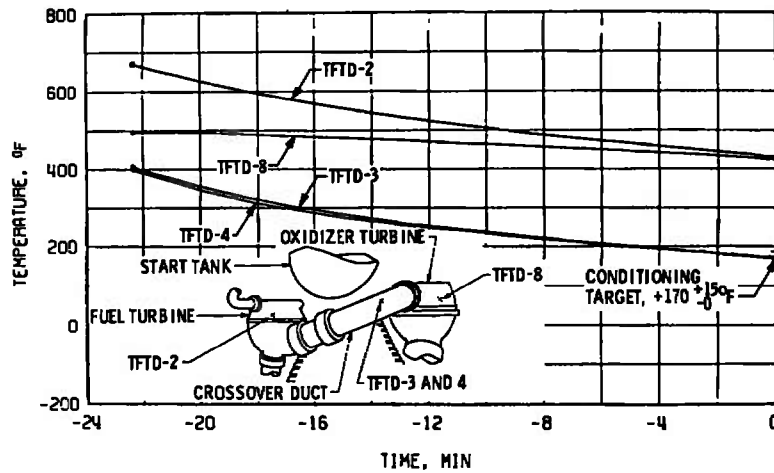 800
600
400
200
0
-200
TEMPERATURE, ºF
TFTD-2
TFTD-8
TFTD-3
TFTD-4
OXIDIZER TURBINE
START TANK
TFTD-8
FUEL TURBINE
CONDITIONING
TARGET, +170 +15ºF
-0
TFTD-2
CROSSOVER DUCT
TFTD-3 AND 4
-24
-20
-16
-12
-8
-4
0
TIME, MIN